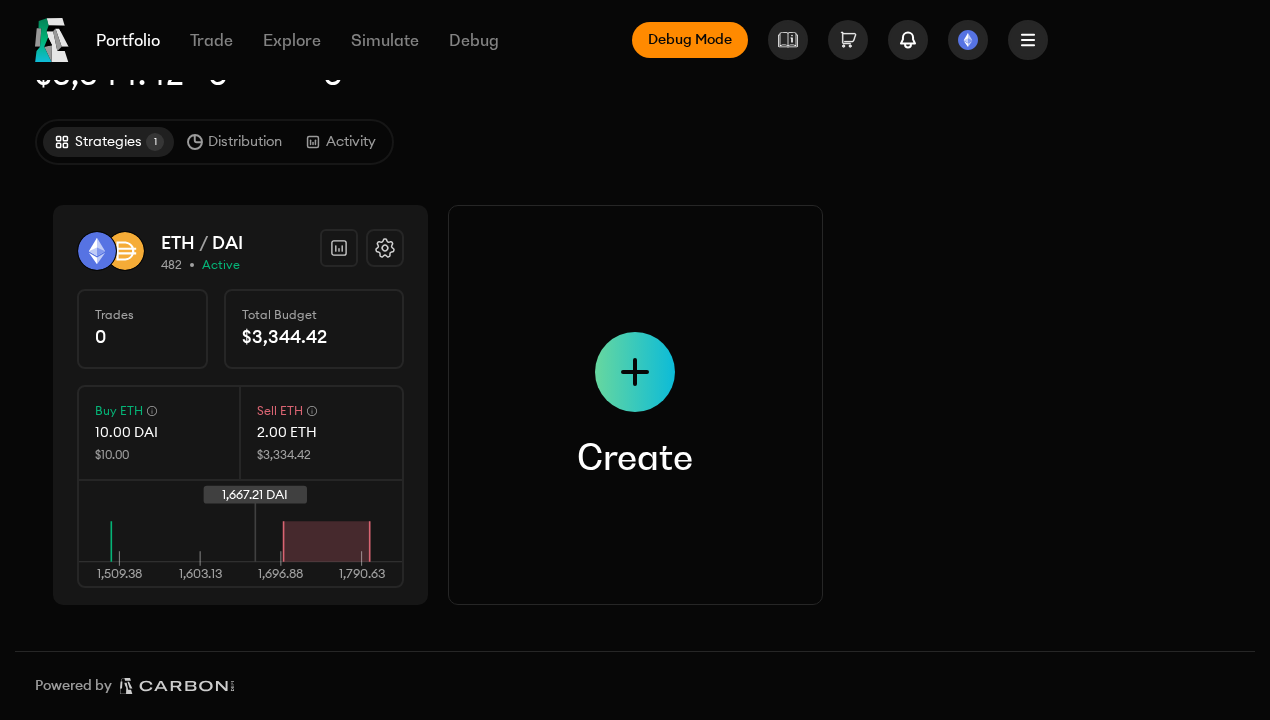 Portfolio
Trade
Explore
Simulate
Debug
Debug Mode
Strategies 1
Distribution
Activity
ETH / DAI
482 • Active
Trades
0
Total Budget
$3,344.42
Buy ETH
10.00 DAI
$10.00
Sell ETH
2.00 ETH
$3,334.42
1,667.21 DAI
1,509.38
1,603.13
1,696.88
1,790.63
Create
Powered by CARBON DEFI